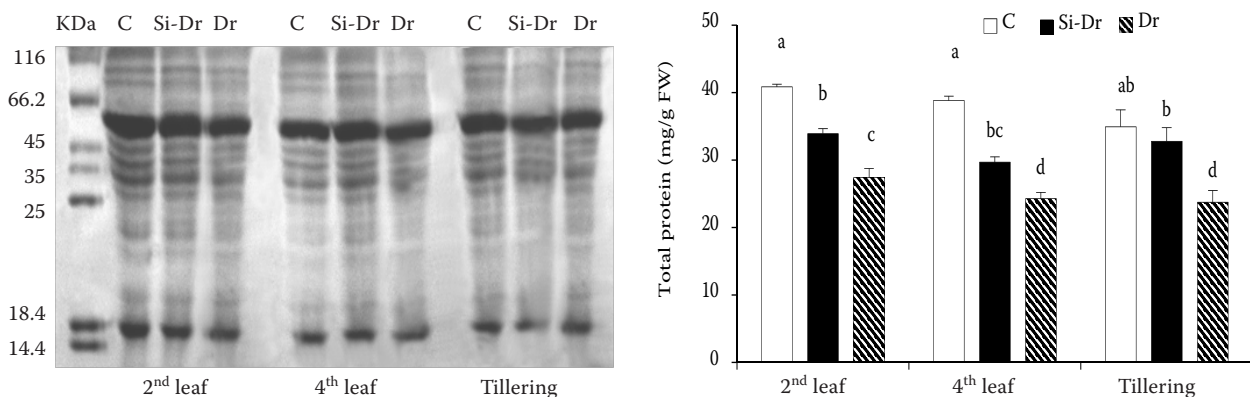 KDa C Si-Dr Dr C Si-Dr Dr C Si-Dr Dr
116
66.2
45
35
25
18.4
14.4
2nd leaf 4th leaf Tillering
Total protein (mg/g FW)
50
40
30
20
10
0
C Si-Dr Dr
a b c
a bc d
ab b d
2nd leaf 4th leaf Tillering